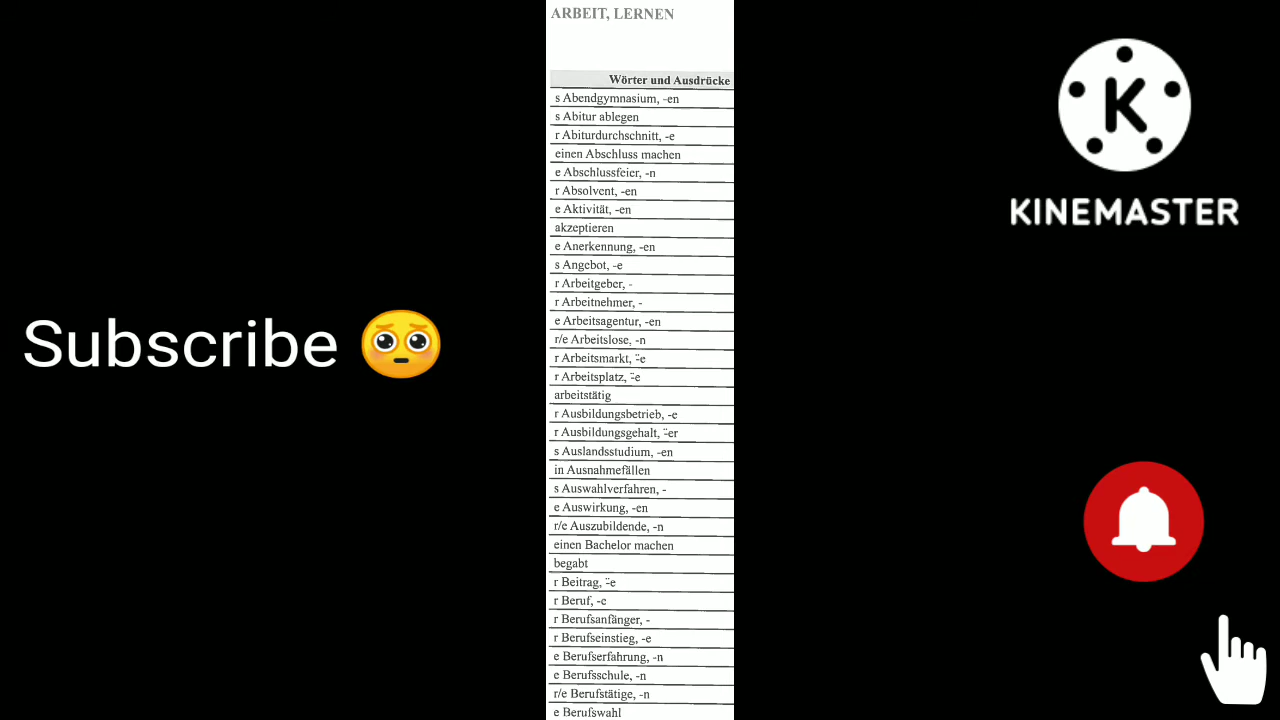 ARBEIT, LERNEN
Wörter und Ausdrücke
s Abendgymnasium, -en
s Abitur ablegen
r Abiturdurchschnitt, -e
einen Abschluss machen
e Abschlussfeier, -n
r Absolvent, -en
e Aktivität, -en
akzeptieren
e Anerkennung, -en
s Angebot, -e
r Arbeitgeber, -
r Arbeitnehmer, -
e Arbeitsagentur, -en
r/e Arbeitslose, -n
r Arbeitsmarkt, ¨-e
r Arbeitsplatz, ¨-e
arbeitstätig
r Ausbildungsbetrieb, -e
r Ausbildungsgehalt, ¨-er
s Auslandsstudium, -en
in Ausnahmefällen
s Auswahlverfahren, -
e Auswirkung, -en
r/e Auszubildende, -n
einen Bachelor machen
begabt
r Beitrag, ¨-e
r Beruf, -e
r Berufsanfänger, -
r Berufseinstieg, -e
e Berufserfahrung, -n
e Berufsschule, -n
r/e Berufstätige, -n
e Berufswahl
Subscribe 🥺
K
KINEMASTER